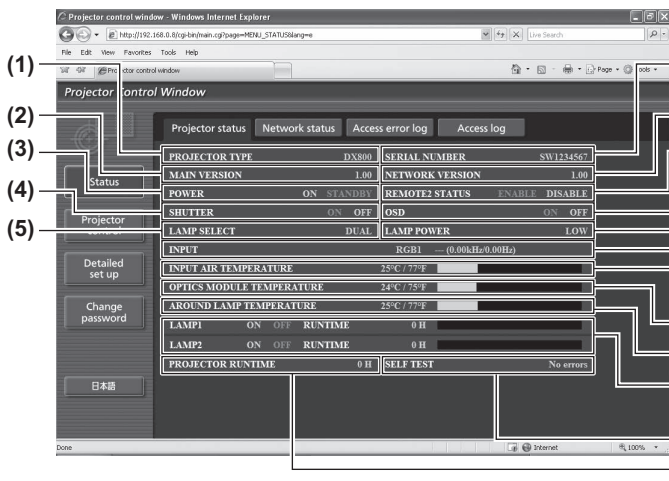 Projector control window - Windows Internet Explorer
http://192.168.0.8/cgi-bin/main.cgi?page=MENU_STATUS&lang=e
Live Search
File Edit View Favorites Tools Help
Projector control window
Page
Projector Control Window
(1)
(2)
(3)
(4)
(5)
Projector status Network status Access error log Access log
Status
Projector control
Detailed set up
Change password
日本語
PROJECTOR TYPE DX800 SERIAL NUMBER SW1234567
MAIN VERSION 1.00 NETWORK VERSION 1.00
POWER ON STANDBY REMOTE2 STATUS ENABLE DISABLE
SHUTTER ON OFF OSD ON OFF
LAMP SELECT DUAL LAMP POWER LOW
INPUT RGB1 --- (0.00kHz/0.00Hz)
INPUT AIR TEMPERATURE 25°C / 77°F
OPTICS MODULE TEMPERATURE 24°C / 75°F
AROUND LAMP TEMPERATURE 25°C / 77°F
LAMP1 ON OFF RUNTIME 0 H
LAMP2 ON OFF RUNTIME 0 H
PROJECTOR RUNTIME 0 H SELF TEST No errors
Done Internet 100%